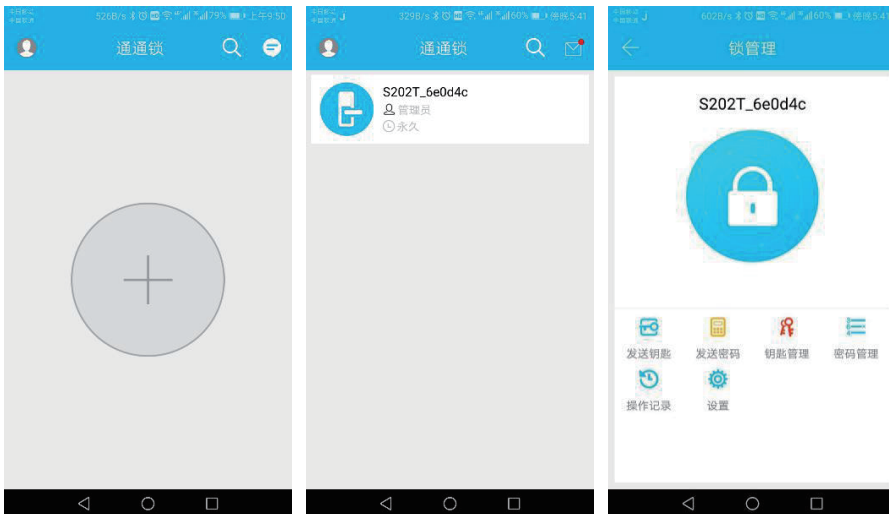 526B/s
79%
上午9:50
通通锁
329B/s
60%
傍晚5:41
通通锁
S202T_6e0d4c
管理员
永久
602B/s
60%
傍晚5:41
锁管理
S202T_6e0d4c
发送钥匙 发送密码 钥匙管理 密码管理
操作记录 设置